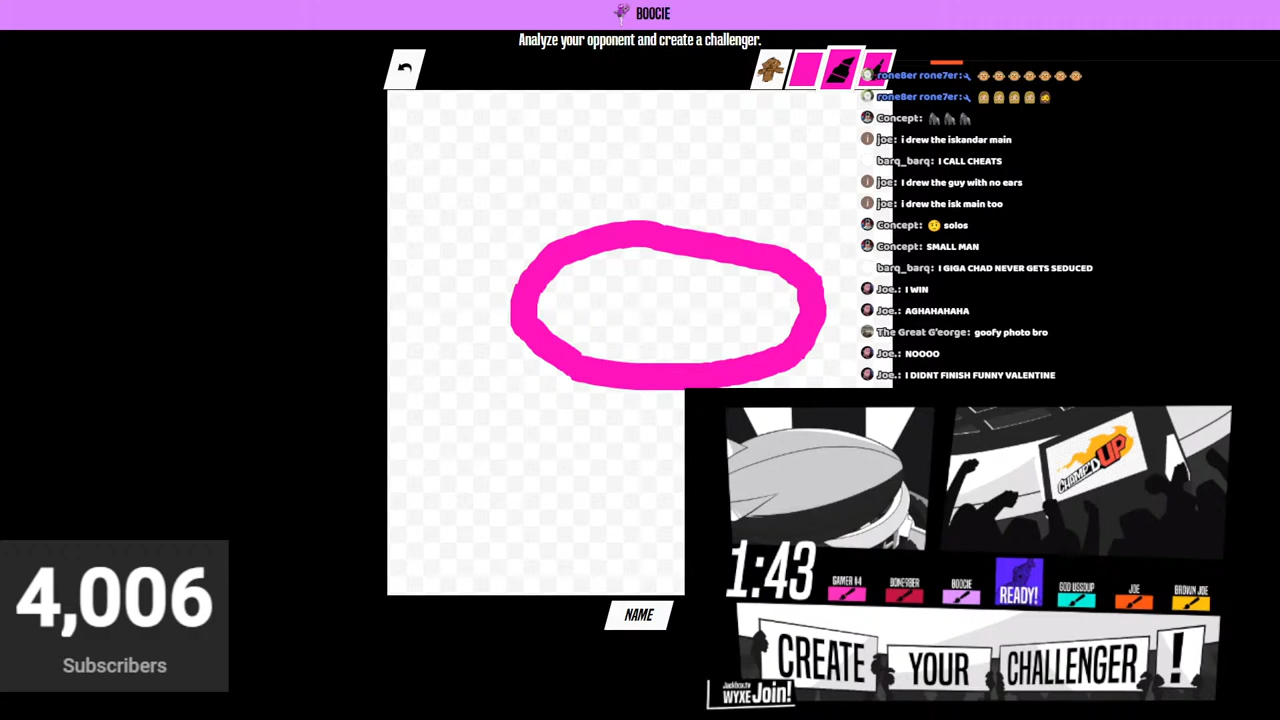 BOOCIE
Analyze your opponent and create a challenger.
rone8er rone7er:
rone8er rone7er:
Concept:
joe: i drew the iskandar main
barq_barq: I CALL CHEATS
joe: I drew the guy with no ears
joe: i drew the isk main too
Concept: solos
Concept: SMALL MAN
barq_barq: I GIGA CHAD NEVER GETS SEDUCED
Joe.: I WIN
Joe.: AGHAHAHAHA
The Great G'eorge: goofy photo bro
Joe.: NOOOO
Joe.: I DIDNT FINISH FUNNY VALENTINE
CHAMP'D UP
1:43
GAMER #4
BONERBER
BOOCIE
READY!
GOD USSOUP
JOE
BROWN JOE
4,006
Subscribers
NAME
CREATE YOUR CHALLENGER !
Jackbox.tv
WYXE Join!